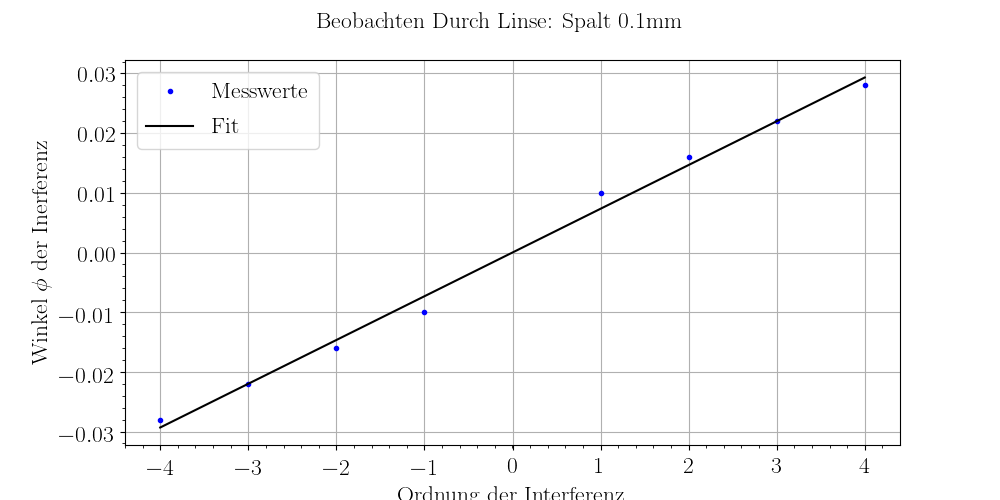 Beobachten Durch Linse: Spalt 0.1mm
Messwerte
Fit
Winkel ϕ der Inerferenz
0.03
0.02
0.01
0.00
−0.01
−0.02
−0.03
−4 −3 −2 −1 0 1 2 3 4
Ordnung der Interferenz